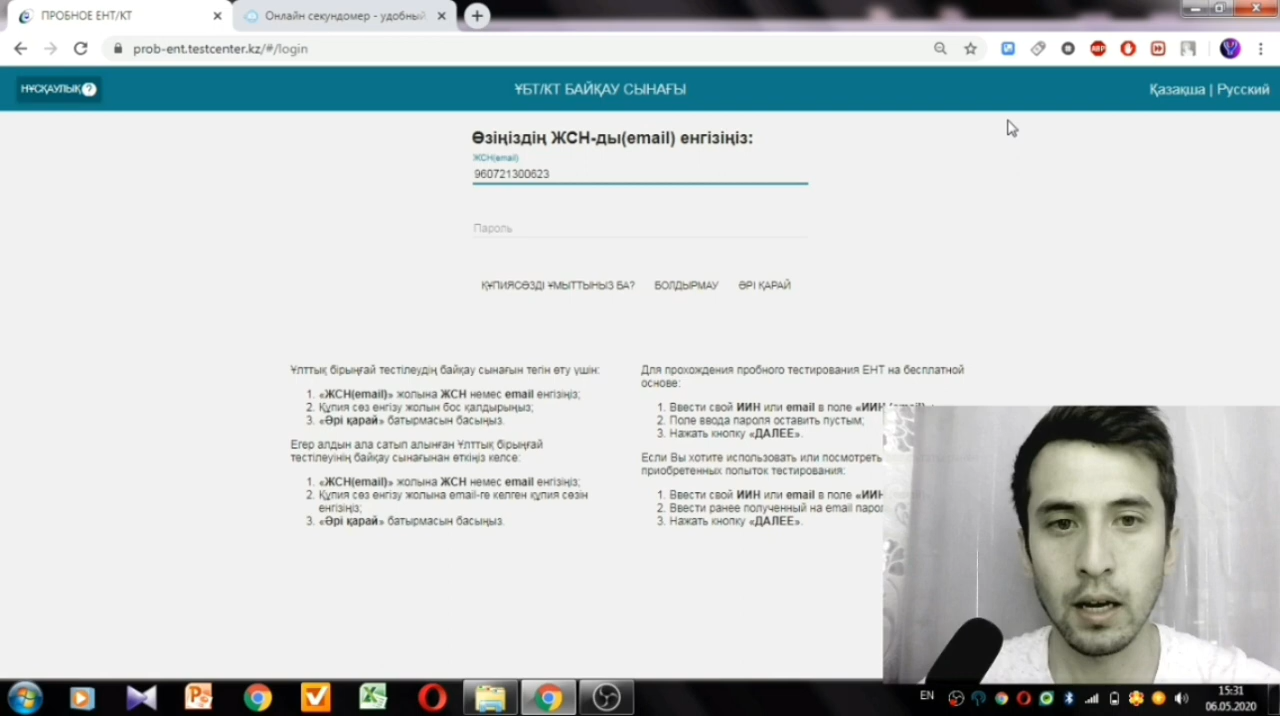 ПРОБНОЕ ЕНТ/КТ
Онлайн секундомер - удобный
prob-ent.testcenter.kz/#/login
НҰСҚАУЛЫҚ ?
ҰБТ/КТ БАЙҚАУ СЫНАҒЫ
Қазақша | Русский
Өзіңіздің ЖСН-ды(email) енгізіңіз:
ЖСН(email)
960721300623
Пароль
ҚҰПИЯСӨЗДІ ҰМЫТТЫҢЫЗ БА? БОЛДЫРМАУ ӘРІ ҚАРАЙ
Ұлттық бірыңғай тестілеудің байқау сынағын тегін өту үшін:
1. «ЖСН(email)» жолына ЖСН немес email енгізіңіз;
2. Құпия сөз енгізу жолын бос қалдырыңыз;
3. «Әрі қарай» батырмасын басыңыз.
Егер алдын ала сатып алынған Ұлттық бірыңғай
тестілеуінің байқау сынағынан өткіңіз келсе:
1. «ЖСН(email)» жолына ЖСН немес email енгізіңіз;
2. Құпия сөз енгізу жолына email-ге келген құпия сөзін
енгізіңіз;
3. «Әрі қарай» батырмасын басыңыз.
Для прохождения пробного тестирования ЕНТ на бесплатной
основе:
1. Ввести свой ИИН или email в поле «ИИН
2. Поле ввода пароля оставить пустым;
3. Нажать кнопку «ДАЛЕЕ».
Если Вы хотите использовать или посмотреть
приобретенных попыток тестирования:
1. Ввести свой ИИН или email в поле «ИИН
2. Ввести ранее полученный на email
3. Нажать кнопку «ДАЛЕЕ».
EN
15:31
06.05.2020